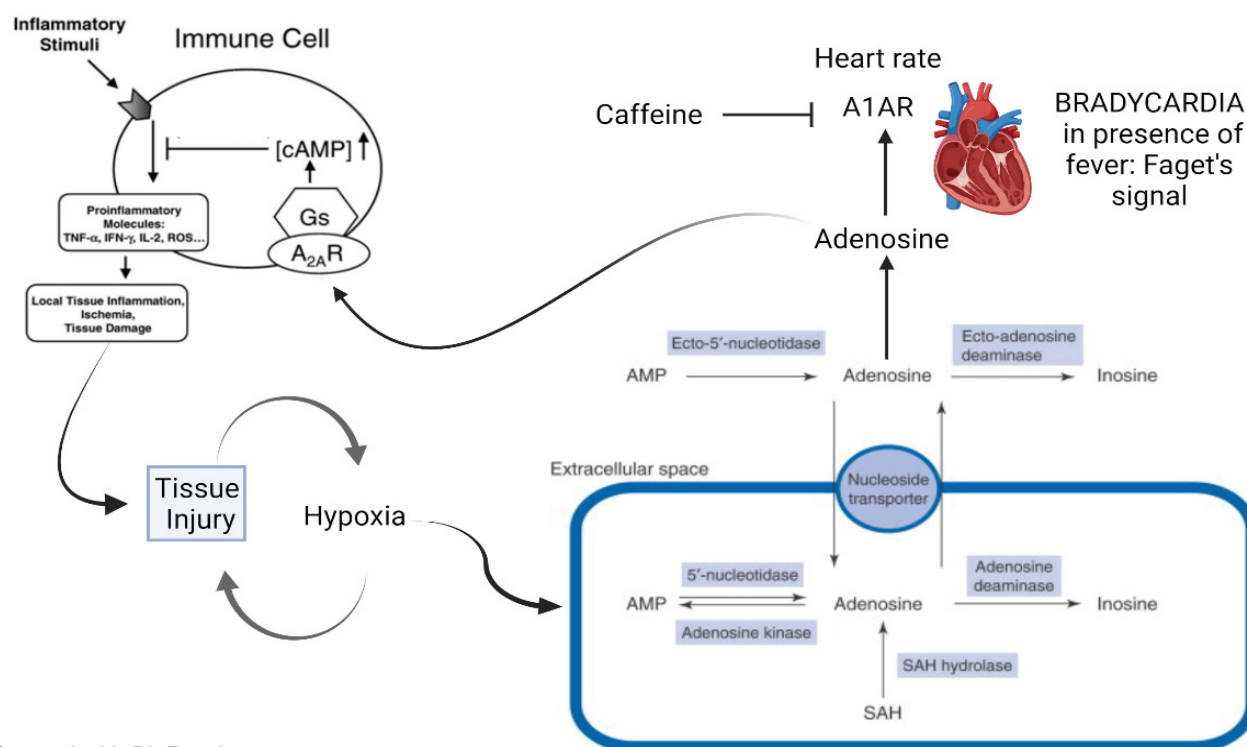 Inflammatory
Stimuli
Immune Cell
[cAMP]
Gs
A2AR
Proinflammatory
Molecules:
TNF-α, IFN-γ, IL-2, ROS...
Local Tissue Inflammation,
Ischemia,
Tissue Damage
Tissue
Injury
Hypoxia
Heart rate
Caffeine
A1AR
BRADYCARDIA
in presence of
fever: Faget's
signal
Adenosine
Ecto-5′-nucleotidase
Ecto-adenosine
deaminase
AMP
Adenosine
Inosine
Extracellular space
Nucleoside
transporter
5′-nucleotidase
Adenosine
deaminase
AMP
Adenosine
Inosine
Adenosine kinase
SAH hydrolase
SAH